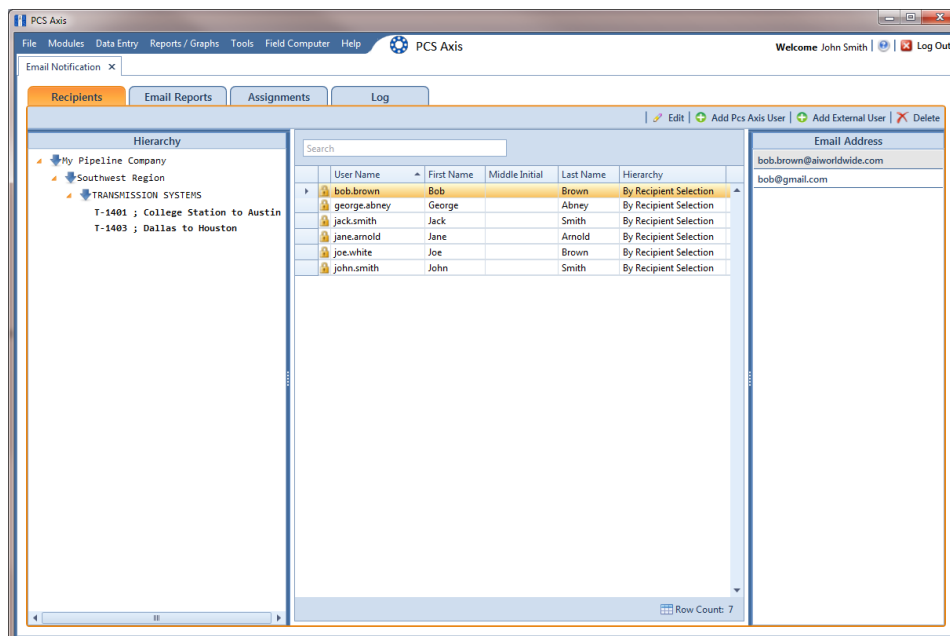 PCS Axis
File Modules Data Entry Reports / Graphs Tools Field Computer Help PCS Axis Welcome John Smith | | Log Out
Email Notification ×
Recipients Email Reports Assignments Log
| Edit | Add Pcs Axis User | Add External User | Delete
Hierarchy
My Pipeline Company
Southwest Region
TRANSMISSION SYSTEMS
T-1401 ; College Station to Austin
T-1403 ; Dallas to Houston
Search
User Name First Name Middle Initial Last Name Hierarchy
bob.brown Bob Brown By Recipient Selection
george.abney George Abney By Recipient Selection
jack.smith Jack Smith By Recipient Selection
jane.arnold Jane Arnold By Recipient Selection
joe.white Joe Brown By Recipient Selection
john.smith John Smith By Recipient Selection
Row Count: 7
Email Address
bob.brown@aiworldwide.com
bob@gmail.com